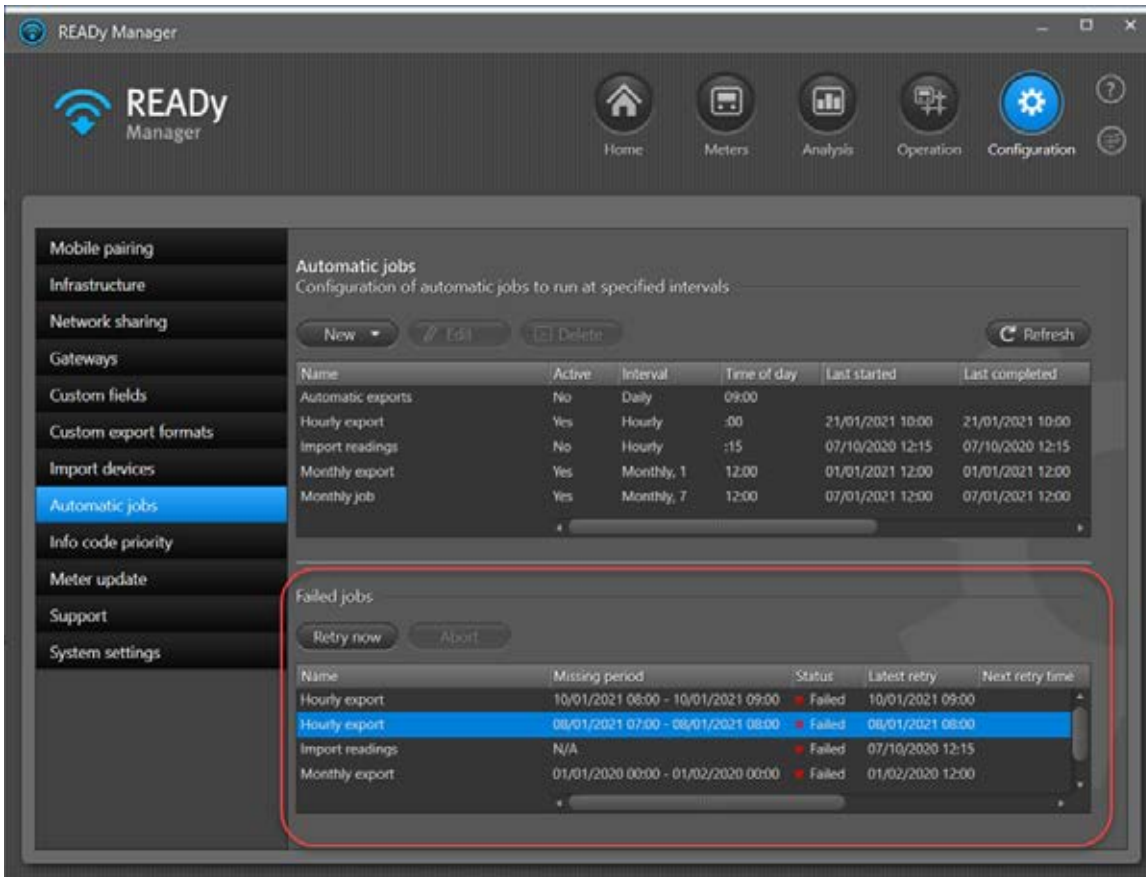 READy Manager
READy
Manager
Home Meters Analysis Operation Configuration
Mobile pairing
Infrastructure
Network sharing
Gateways
Custom fields
Custom export formats
Import devices
Automatic jobs
Info code priority
Meter update
Support
System settings
Automatic jobs
Configuration of automatic jobs to run at specified intervals
New Edit Delete Refresh
Name Active Interval Time of day Last started Last completed
Automatic exports No Daily 09:00
Hourly export Yes Hourly :00 21/01/2021 10:00 21/01/2021 10:00
Import readings No Hourly :15 07/10/2020 12:15 07/10/2020 12:15
Monthly export Yes Monthly, 1 12:00 01/01/2021 12:00 01/01/2021 12:00
Monthly job Yes Monthly, 7 12:00 07/01/2021 12:00 07/01/2021 12:00
Failed jobs
Retry now Abort
Name Missing period Status Latest retry Next retry time
Hourly export 10/01/2021 08:00 - 10/01/2021 09:00 Failed 10/01/2021 09:00
Hourly export 08/01/2021 07:00 - 08/01/2021 08:00 Failed 08/01/2021 08:00
Import readings N/A Failed 07/10/2020 12:15
Monthly export 01/01/2020 00:00 - 01/02/2020 00:00 Failed 01/02/2020 12:00